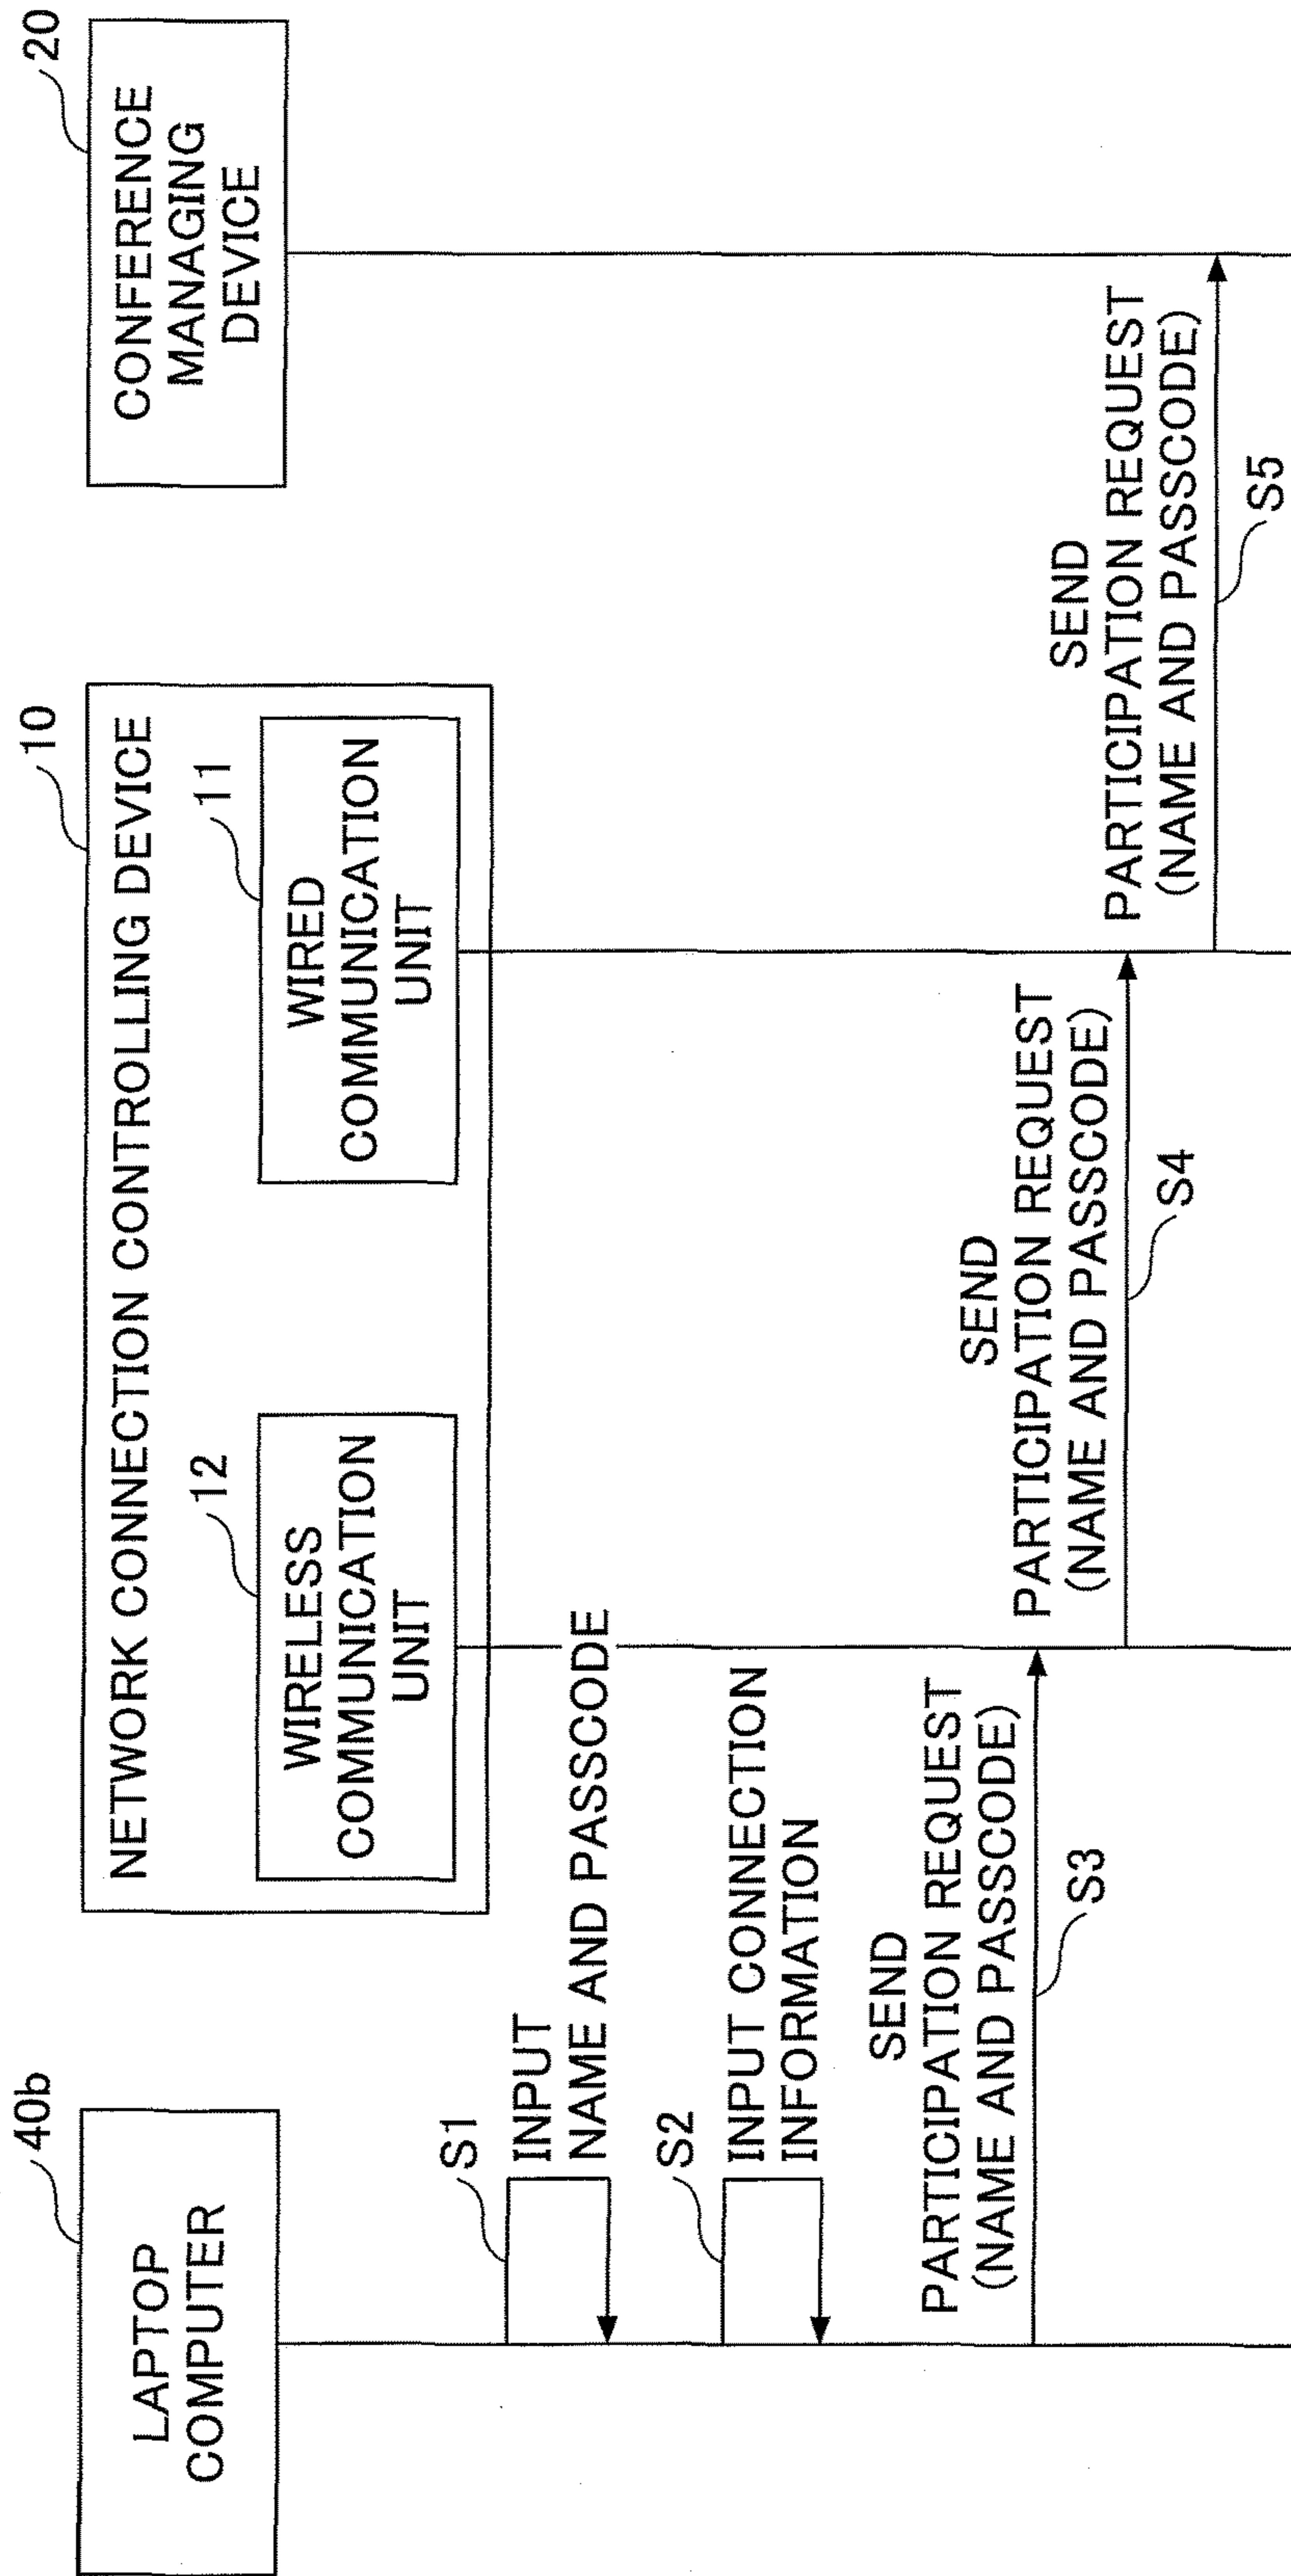 40b
LAPTOP
COMPUTER
10
NETWORK CONNECTION CONTROLLING DEVICE
12
WIRELESS
COMMUNICATION
UNIT
11
WIRED
COMMUNICATION
UNIT
20
CONFERENCE
MANAGING
DEVICE
S1
INPUT
NAME AND PASSCODE
S2
INPUT CONNECTION
INFORMATION
SEND
PARTICIPATION REQUEST
(NAME AND PASSCODE)
S3
SEND
PARTICIPATION REQUEST
(NAME AND PASSCODE)
S4
SEND
PARTICIPATION REQUEST
(NAME AND PASSCODE)
S5